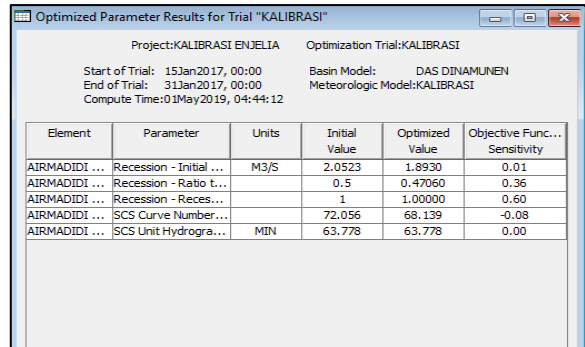 Optimized Parameter Results for Trial "KALIBRASI"
Project:KALIBRASI ENJELIA Optimization Trial:KALIBRASI
Start of Trial: 15Jan2017, 00:00 Basin Model: DAS DINAMUNEN
End of Trial: 31Jan2017, 00:00 Meteorologic Model:KALIBRASI
Compute Time:01May2019, 04:44:12
Element Parameter Units Initial Value Optimized Value Objective Func... Sensitivity
AIRMADIDI ... Recession - Initial ... M3/S 2.0523 1.8930 0.01
AIRMADIDI ... Recession - Ratio t... 0.5 0.47060 0.36
AIRMADIDI ... Recession - Reces... 1 1.00000 0.60
AIRMADIDI ... SCS Curve Number... 72.056 68.139 -0.08
AIRMADIDI ... SCS Unit Hydrogra... MIN 63.778 63.778 0.00